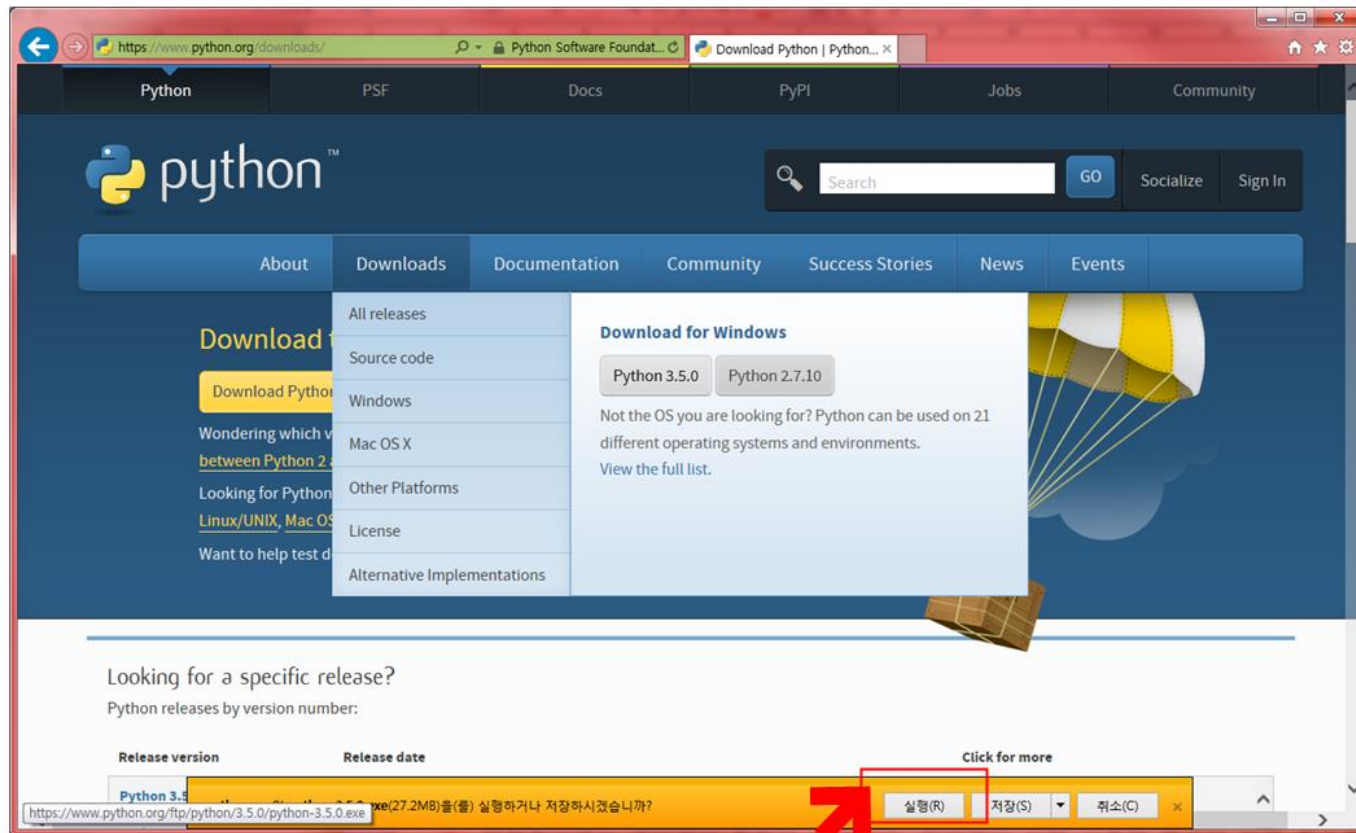 https://www.python.org/downloads/
Python Software Foundat...
Download Python | Python...
Python
PSF
Docs
PyPI
Jobs
Community
python™
Search
GO
Socialize
Sign In
About
Downloads
Documentation
Community
Success Stories
News
Events
All releases
Source code
Windows
Mac OS X
Other Platforms
License
Alternative Implementations
Download for Windows
Python 3.5.0
Python 2.7.10
Not the OS you are looking for? Python can be used on 21
different operating systems and environments.
View the full list.
Download
Download
Wondering which
between Python 2
Looking for Python
Linux/UNIX, Mac
Want to help test
Looking for a specific release?
Python releases by version number:
Release version
Release date
Click for more
Python 3.5
(27.2MB)을(를) 실행하거나 저장하시겠습니까?
실행(R)
저장(S)
취소(C)
https://www.python.org/ftp/python/3.5.0/python-3.5.0.exe